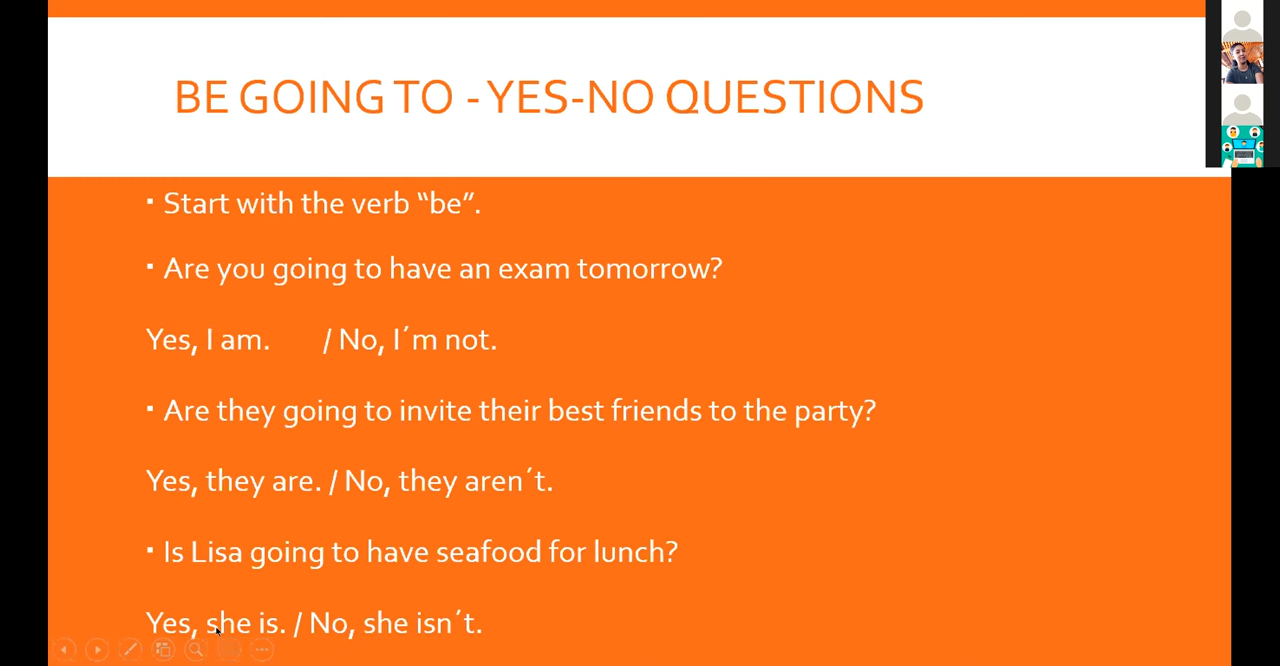 BE GOING TO - YES-NO QUESTIONS
▪ Start with the verb “be”.
▪ Are you going to have an exam tomorrow?
Yes, I am. / No, I´m not.
▪ Are they going to invite their best friends to the party?
Yes, they are. / No, they aren´t.
▪ Is Lisa going to have seafood for lunch?
Yes, she is. / No, she isn´t.